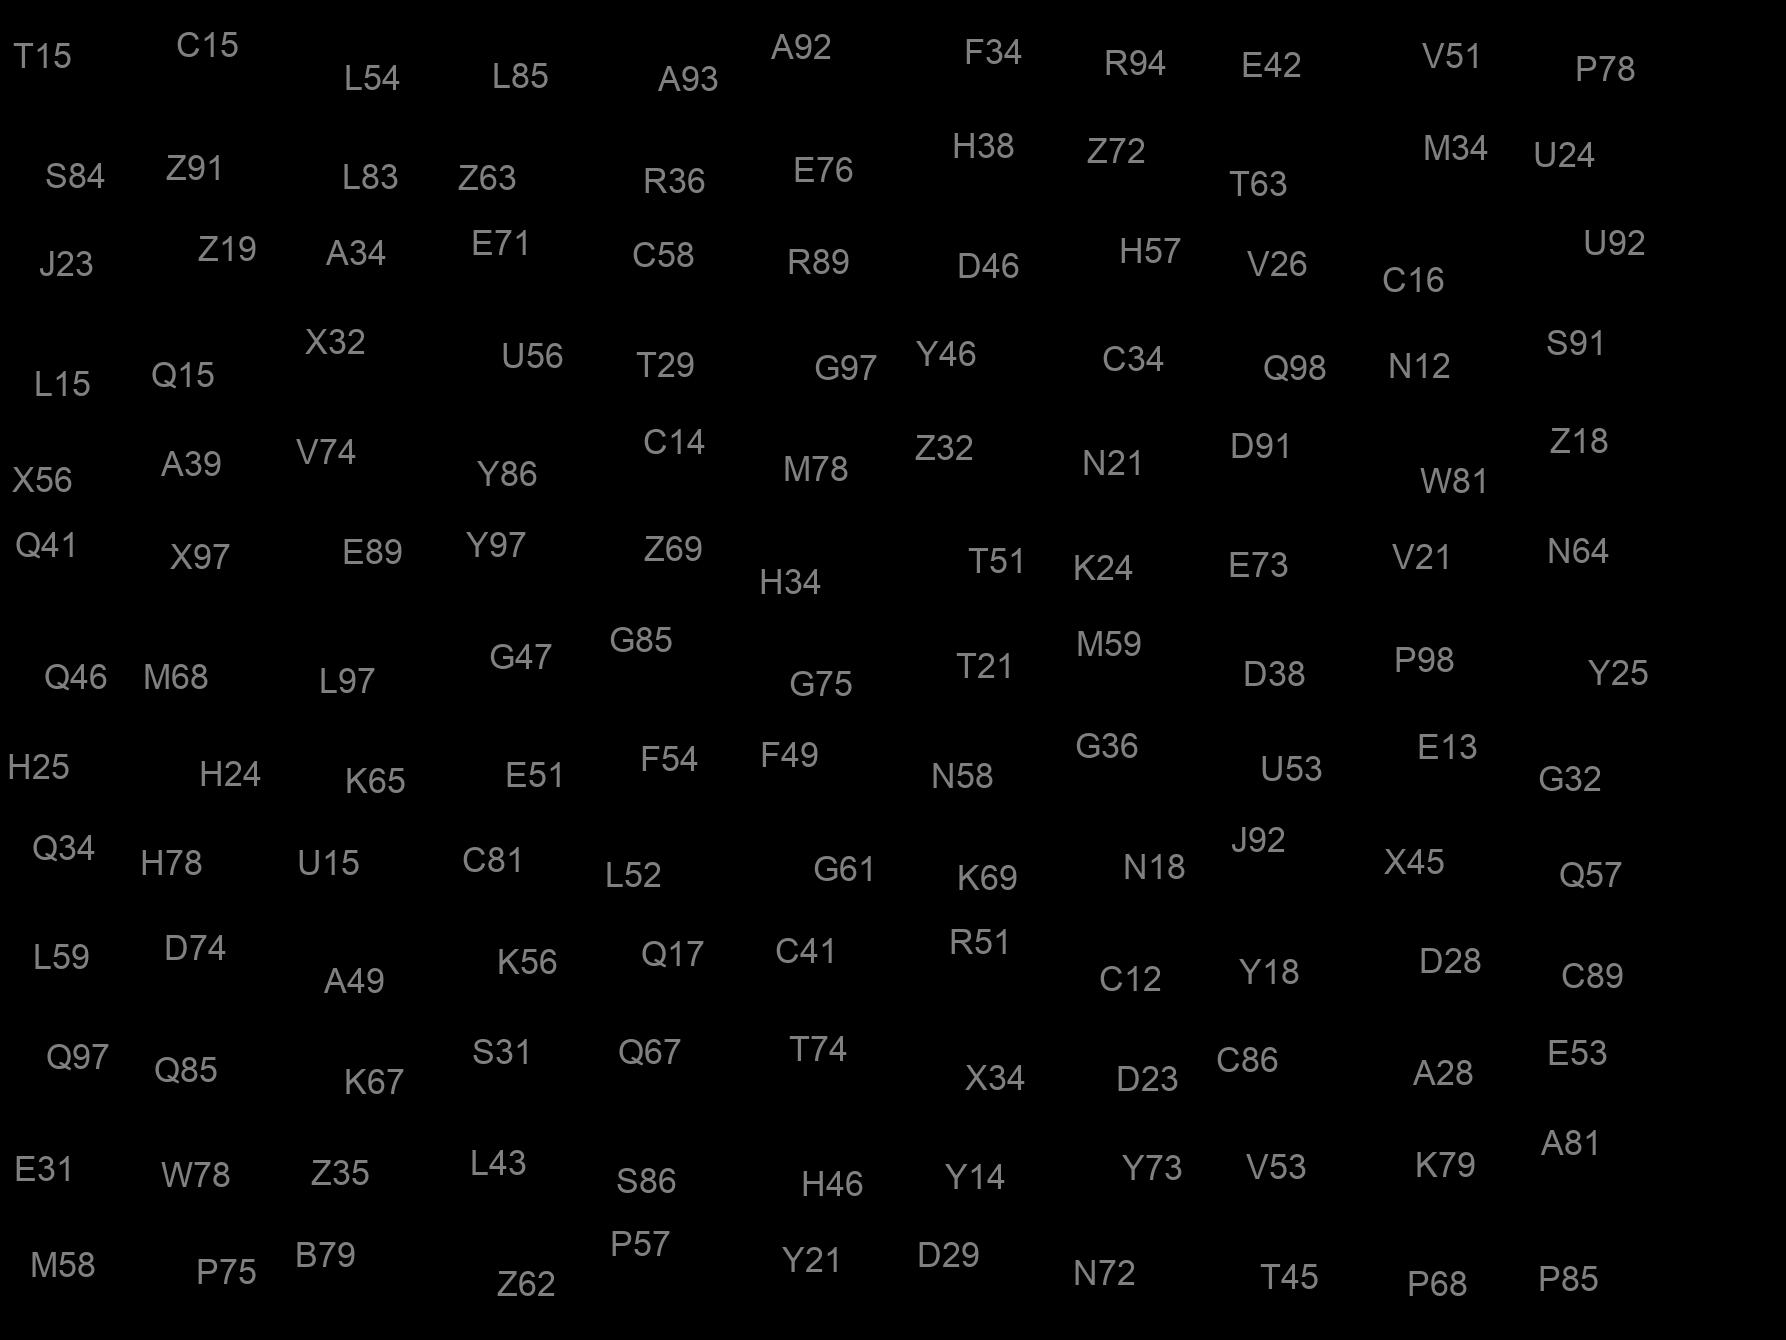 T15 C15 L54 L85 A93 A92 F34 R94 E42 V51 P78
S84 Z91 L83 Z63 R36 E76 H38 Z72 T63 M34 U24
J23 Z19 A34 E71 C58 R89 D46 H57 V26 C16 U92
L15 Q15 X32 U56 T29 G97 Y46 C34 Q98 N12 S91
X56 A39 V74 Y86 C14 M78 Z32 N21 D91 W81 Z18
Q41 X97 E89 Y97 Z69 H34 T51 K24 E73 V21 N64
Q46 M68 L97 G47 G85 G75 T21 M59 D38 P98 Y25
H25 H24 K65 E51 F54 F49 N58 G36 U53 E13 G32
Q34 H78 U15 C81 L52 G61 K69 N18 J92 X45 Q57
L59 D74 A49 K56 Q17 C41 R51 C12 Y18 D28 C89
Q97 Q85 K67 S31 Q67 T74 X34 D23 C86 A28 E53
E31 W78 Z35 L43 S86 H46 Y14 Y73 V53 K79 A81
M58 P75 B79 Z62 P57 Y21 D29 N72 T45 P68 P85